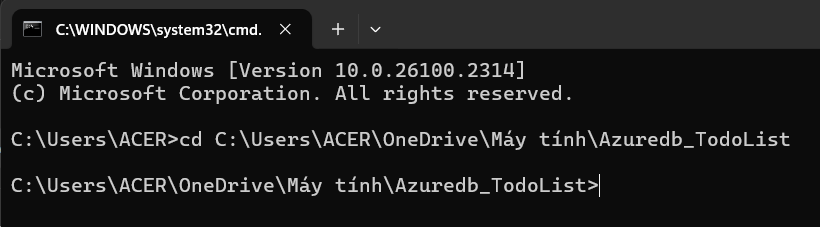 C:\WINDOWS\system32\cmd.
Microsoft Windows [Version 10.0.26100.2314]
(c) Microsoft Corporation. All rights reserved.
C:\Users\ACER>cd C:\Users\ACER\OneDrive\Máy tính\Azuredb_TodoList
C:\Users\ACER\OneDrive\Máy tính\Azuredb_TodoList>